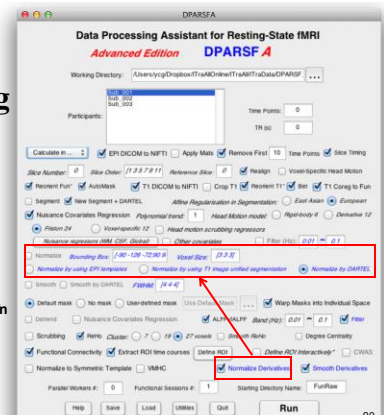 DPARSFA
Data Processing Assistant for Resting-State fMRI
Advanced Edition DPARSF A
g
Working Directory: /Users/ycg/Dropbox/ITraAllOnline/ITraAll/ITraData/DPARSF ...
Sub_001
Sub_002
Sub_003
Participants:
Time Points: 0
TR (s): 0
Calculate in ... EPI DICOM to NIFTI Apply Mats Remove First 10 Time Points Slice Timing
Slice Number: 0 Slice Order: [1 3 5 7 9 11 Reference Slice: 0 Realign Voxel-Specific Head Motion
Reorient Fun* AutoMask T1 DICOM to NIFTI Crop T1 Reorient T1* Bet T1 Coreg to Fun
Segment New Segment + DARTEL Affine Regularisation in Segmentation: East Asian European
Nuisance Covariates Regression Polynomial trend: 1 Head Motion model: Rigid-body 6 Derivative 12
Friston 24 Voxel-specific 12 Head motion scrubbing regressors
Nuisance regressors (WM, CSF, Global) Other covariates Filter (Hz): 0.01 ~ 0.1
Normalize Bounding Box: [-90 -126 -72;90 9 Voxel Size: [3 3 3]
Normalize by using EPI templates Normalize by using T1 image unified segmentation Normalize by DARTEL
Smooth Smooth by DARTEL FWHM: [4 4 4]
m
Default mask No mask User-defined mask Use Default Mask ... Warp Masks into Individual Space
Detrend Nuisance Covariates Regression ALFF/fALFF Band (Hz): 0.01 ~ 0.1 Filter
Scrubbing ReHo Cluster: 7 19 27 voxels Smooth ReHo Degree Centrality
Functional Connectivity Extract ROI time courses Define ROI Define ROI Interactively* CWAS
Normalize to Symmetric Template VMHC Normalize Derivatives Smooth Derivatives
Parallel Workers #: 0 Functional Sessions #: 1 Starting Directory Name: FunRaw
Help Save Load Utilities Quit Run